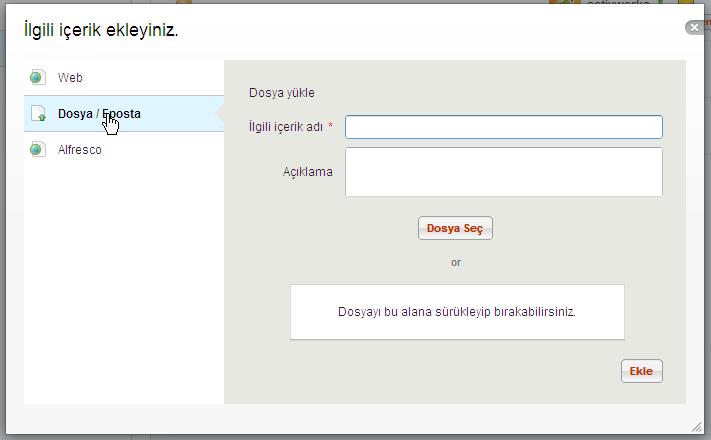 İlgili içerik ekleyiniz.
Web
Dosya / Eposta
Alfresco
Dosya yükle
İlgili içerik adı *
Açıklama
Dosya Seç
or
Dosyayı bu alana sürükleyip bırakabilirsiniz.
Ekle